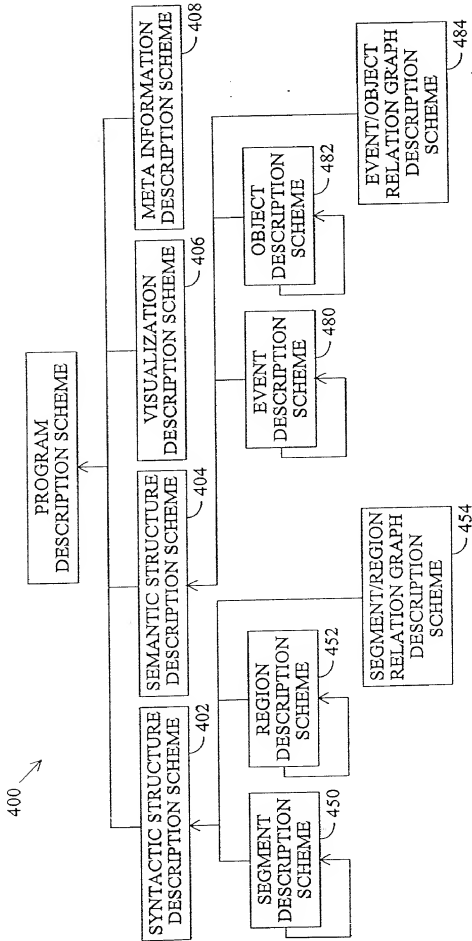 400
PROGRAM
DESCRIPTION SCHEME
SYNTACTIC STRUCTURE
DESCRIPTION SCHEME
402
SEMANTIC STRUCTURE
DESCRIPTION SCHEME
404
VISUALIZATION
DESCRIPTION SCHEME
406
META INFORMATION
DESCRIPTION SCHEME
408
SEGMENT
DESCRIPTION
SCHEME
450
REGION
DESCRIPTION
SCHEME
452
SEGMENT/REGION
RELATION GRAPH
DESCRIPTION
SCHEME
454
EVENT
DESCRIPTION
SCHEME
480
OBJECT
DESCRIPTION
SCHEME
482
EVENT/OBJECT
RELATION GRAPH
DESCRIPTION
SCHEME
484